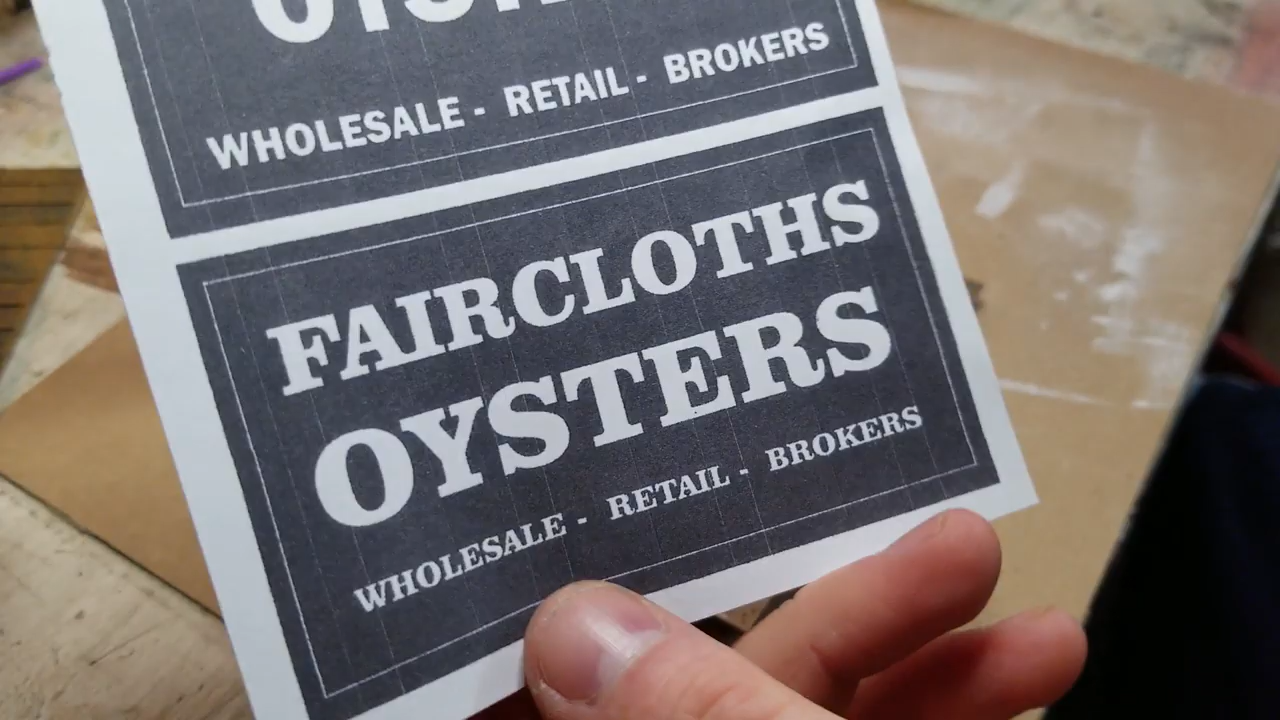 WHOLESALE - RETAIL - BROKERS
FAIRCLOTHS
OYSTERS
WHOLESALE - RETAIL - BROKERS